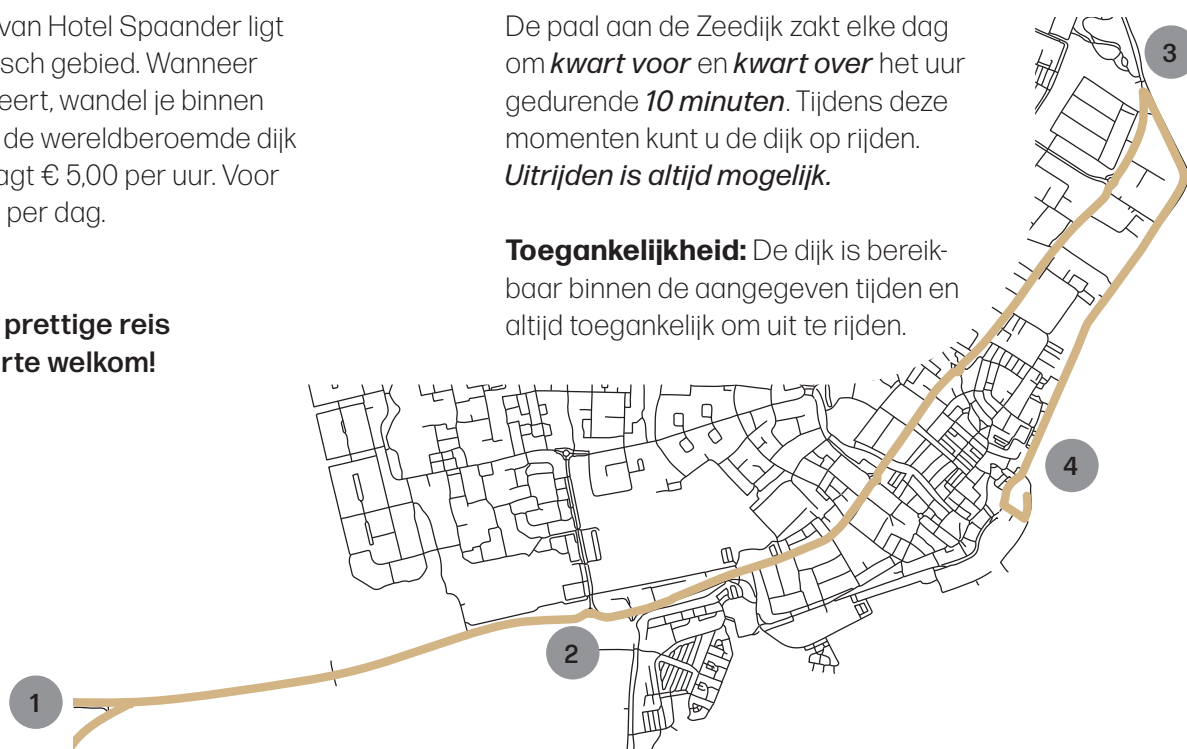 van Hotel Spaander ligt
sch gebied. Wanneer
eert, wandel je binnen
de wereldberoemde dijk
agt € 5,00 per uur. Voor
per dag.
prettige reis
rte welkom!
De paal aan de Zeedijk zakt elke dag
om kwart voor en kwart over het uur
gedurende 10 minuten. Tijdens deze
momenten kunt u de dijk op rijden.
Uitrijden is altijd mogelijk.
Toegankelijkheid: De dijk is bereik-
baar binnen de aangegeven tijden en
altijd toegankelijk om uit te rijden.
3
4
2
1